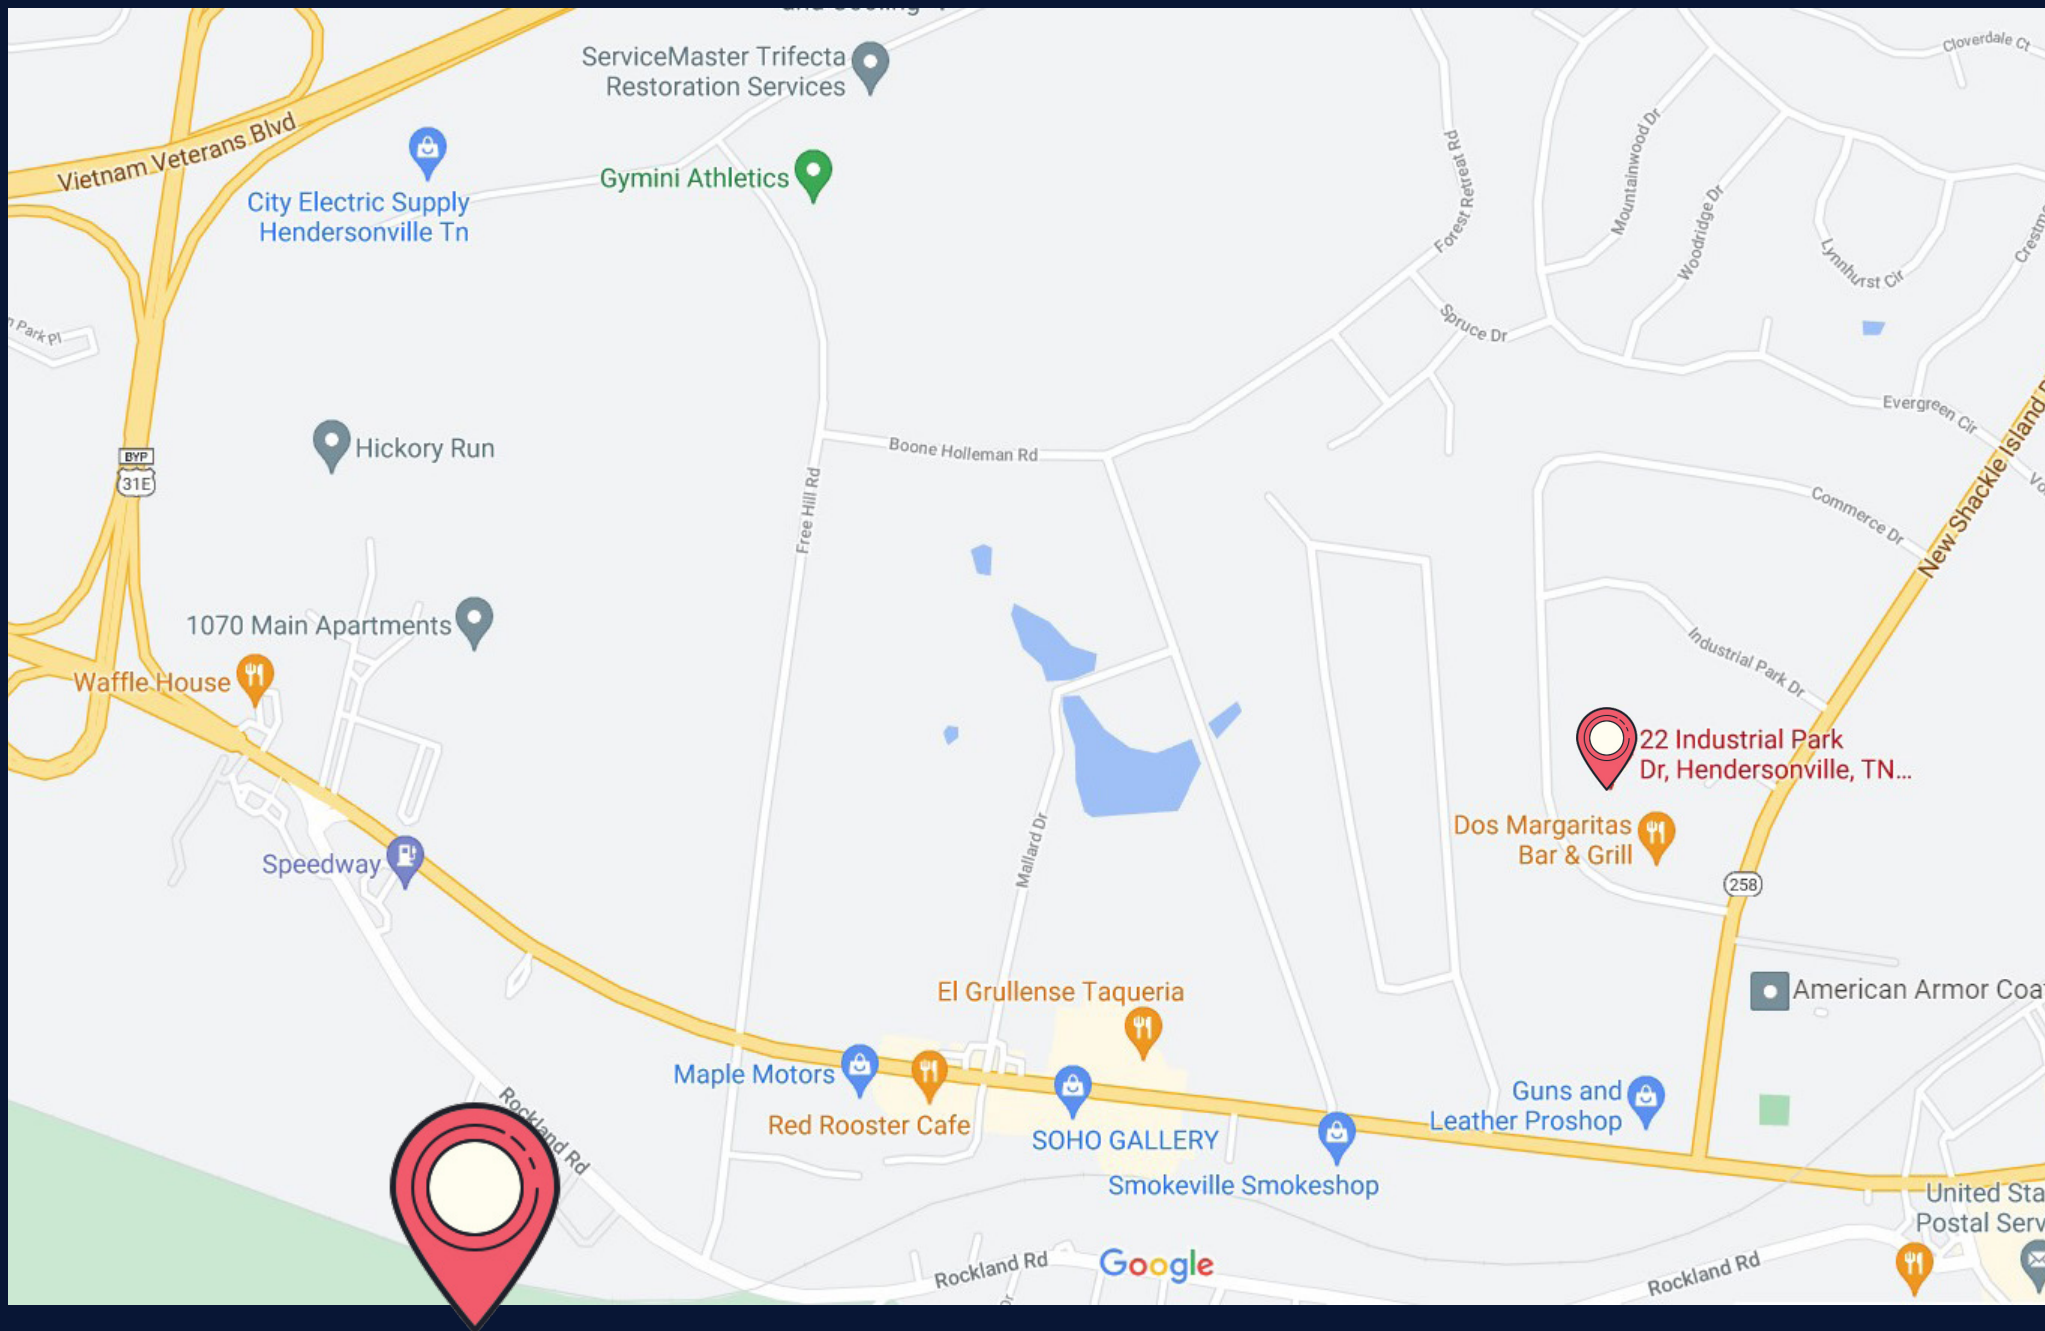 Cloverdale Ct
ServiceMaster Trifecta
Restoration Services
Vietnam Veterans Blvd
City Electric Supply
Hendersonville Tn
Gymini Athletics
Forest Retreat Rd
Mountainwood Dr
Woodridge Dr
Lynnhurst Cir
Park Pl
Spruce Dr
Evergreen Cir
BYP
31E
Hickory Run
Free Hill Rd
Boone Holleman Rd
Commerce Dr
New Shackle Island
1070 Main Apartments
Waffle House
Industrial Park Dr
22 Industrial Park
Dr, Hendersonville, TN...
Dos Margaritas
Bar & Grill
Speedway
Mallard Dr
258
American Armor
El Grullense Taqueria
Maple Motors
Red Rooster Cafe
SOHO GALLERY
Smokeville Smokeshop
Guns and
Leather Proshop
Rockland Rd
United
Postal
Rockland Rd
Google
Rockland Rd